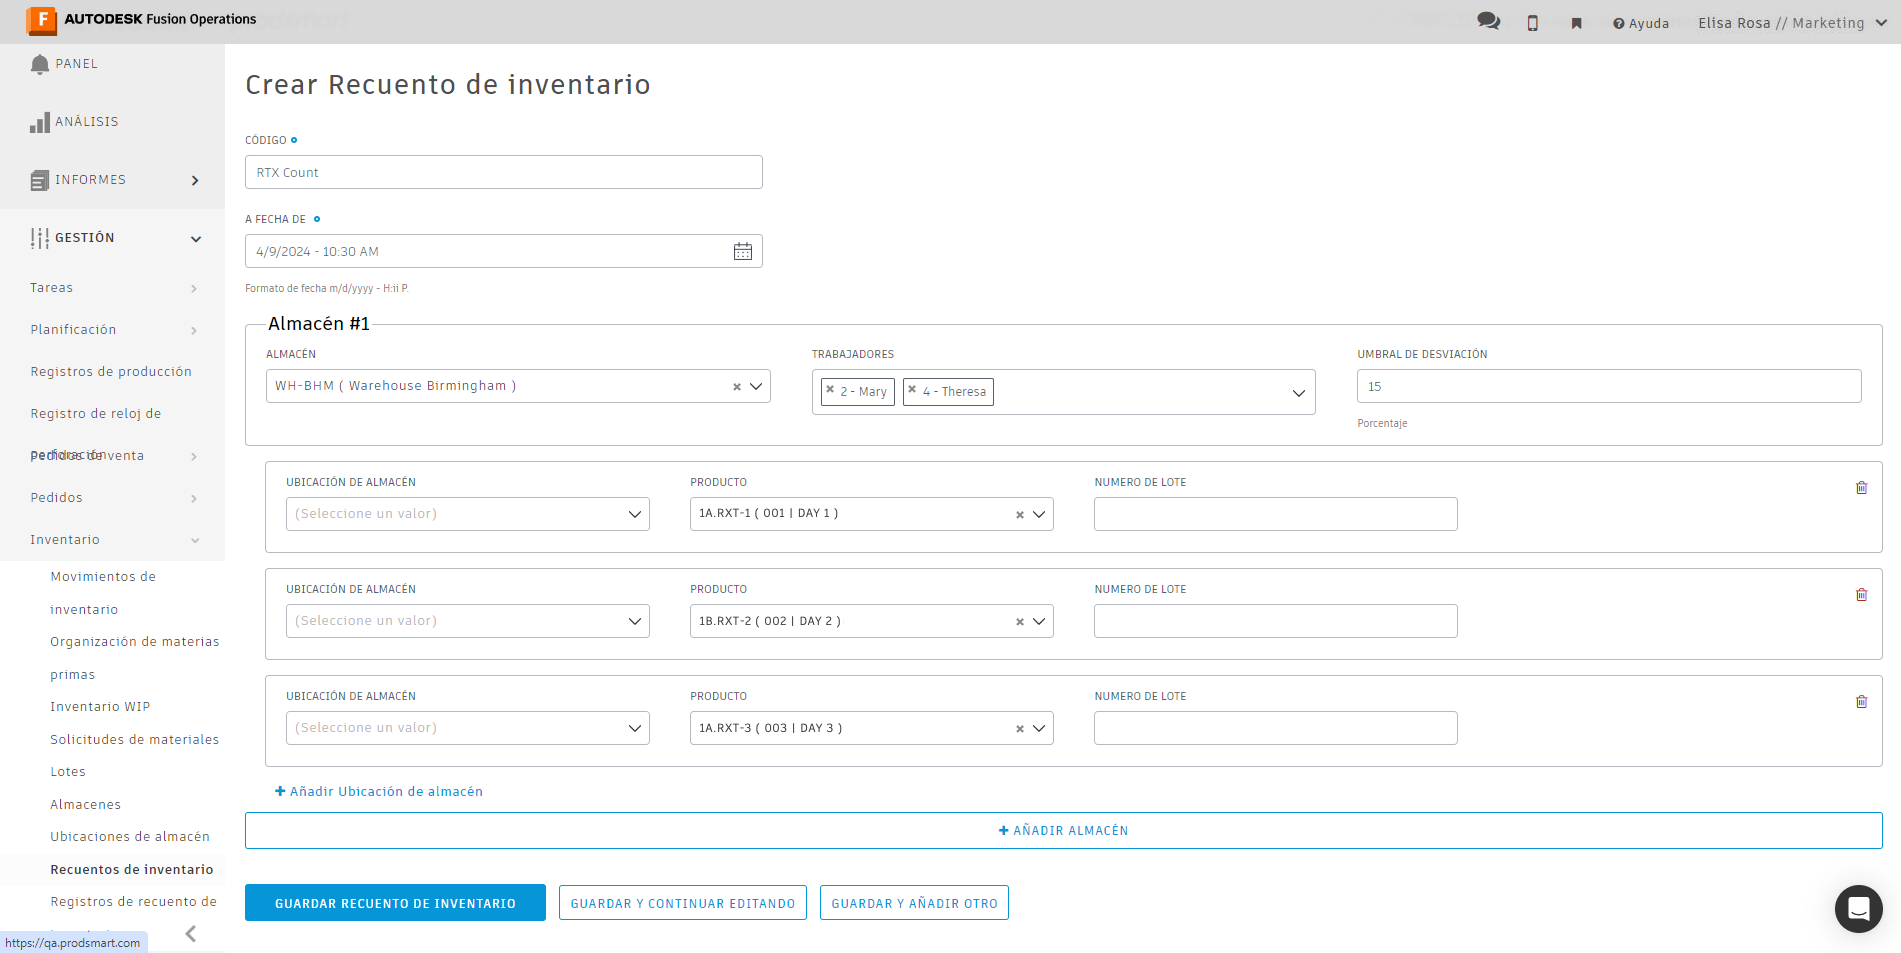 AUTODESK Fusion Operations
Ayuda
Elisa Rosa // Marketing
PANEL
ANÁLISIS
INFORMES
GESTIÓN
Tareas
Planificación
Registros de producción
Registro de reloj de
perforación
Pedidos de venta
Pedidos
Inventario
Movimientos de
inventario
Organización de materias
primas
Inventario WIP
Solicitudes de materiales
Lotes
Almacenes
Ubicaciones de almacén
Recuentos de inventario
Registros de recuento de
https://qa.prodsmart.com
Crear Recuento de inventario
CÓDIGO
RTX Count
A FECHA DE
4/9/2024 - 10:30 AM
Formato de fecha m/d/yyyy - H:ii P.
Almacén #1
ALMACÉN
WH-BHM ( Warehouse Birmingham )
TRABAJADORES
2 - Mary
4 - Theresa
UMBRAL DE DESVIACIÓN
15
Porcentaje
UBICACIÓN DE ALMACÉN
(Seleccione un valor)
PRODUCTO
1A.RXT-1 ( 001 | DAY 1 )
NUMERO DE LOTE
UBICACIÓN DE ALMACÉN
(Seleccione un valor)
PRODUCTO
1B.RXT-2 ( 002 | DAY 2 )
NUMERO DE LOTE
UBICACIÓN DE ALMACÉN
(Seleccione un valor)
PRODUCTO
1A.RXT-3 ( 003 | DAY 3 )
NUMERO DE LOTE
+ Añadir Ubicación de almacén
+ AÑADIR ALMACÉN
GUARDAR RECUENTO DE INVENTARIO
GUARDAR Y CONTINUAR EDITANDO
GUARDAR Y AÑADIR OTRO